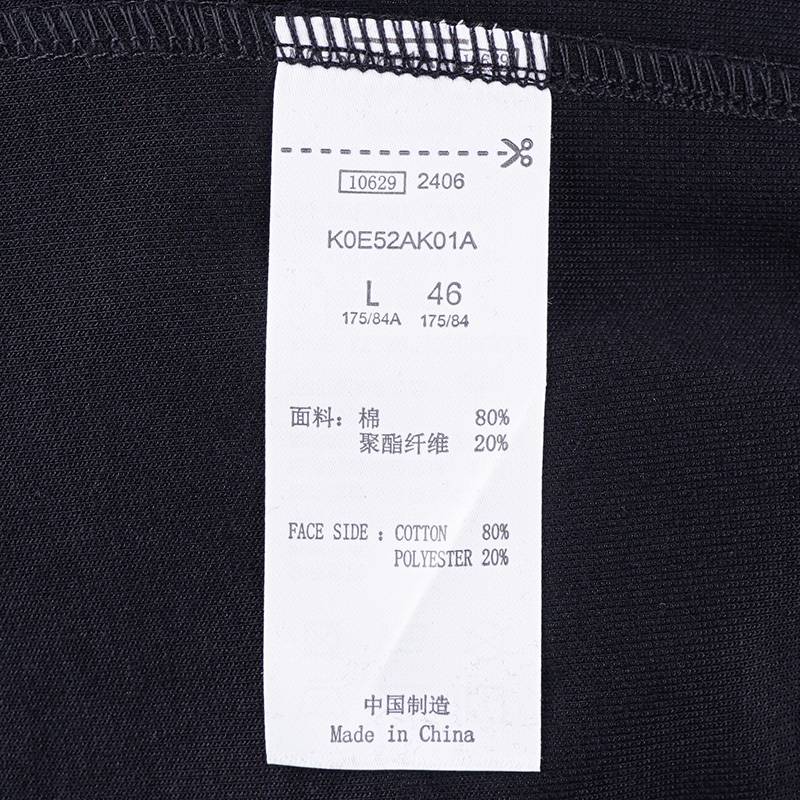 10629 2406
K0E52AK01A
L 46
175/84A 175/84
面料：棉 80%
聚酯纤维 20%
FACE SIDE : COTTON 80%
POLYESTER 20%
中国制造
Made in China